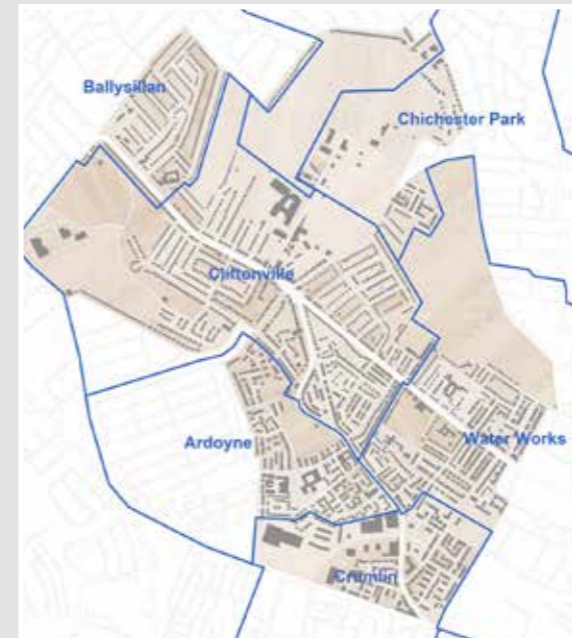 Ballysillan
Chichester Park
Cliftonville
Ardoyne
Water Works
Crumlin